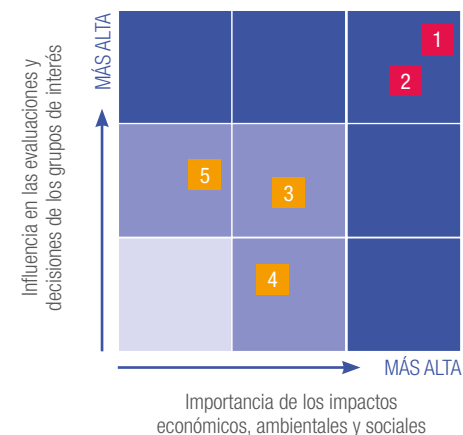 Influencia en las evaluaciones y
decisiones de los grupos de interés
MÁS ALTA
1
2
5
3
4
MÁS ALTA
Importancia de los impactos
económicos, ambientales y sociales